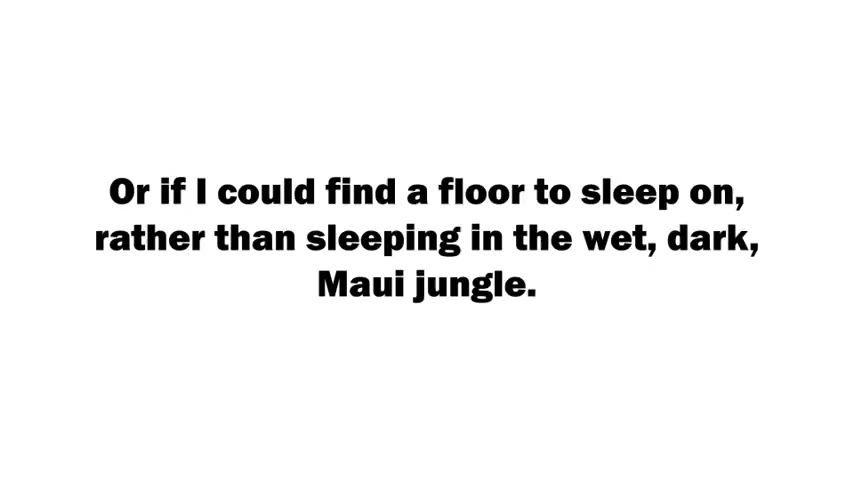 Or if I could find a floor to sleep on,
rather than sleeping in the wet, dark,
Maui jungle.